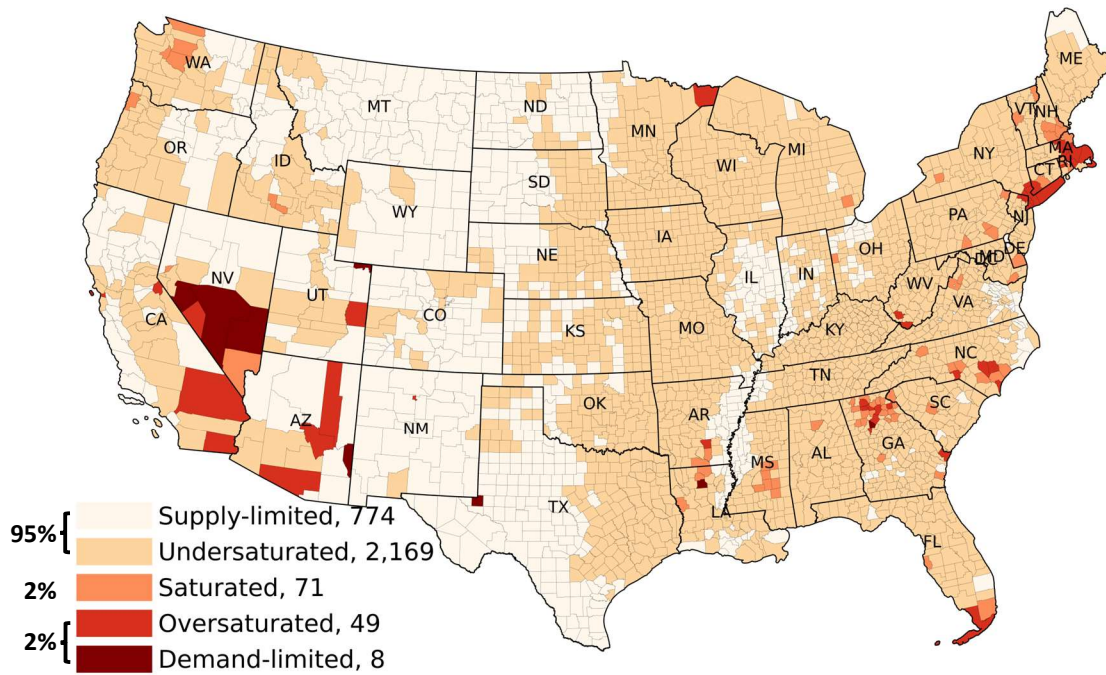 WA
MT
ND
MN
ME
VT
NH
OR
ID
WI
MI
NY
MA
RI
CT
SD
WY
IA
PA
NJ
NE
OH
DE
MD
NV
UT
IL
IN
WV
VA
CO
CA
KS
MO
KY
NC
TN
AZ
NM
OK
AR
SC
MS
AL
GA
TX
LA
FL
95%
Supply-limited, 774
Undersaturated, 2,169
2%
Saturated, 71
2%
Oversaturated, 49
Demand-limited, 8